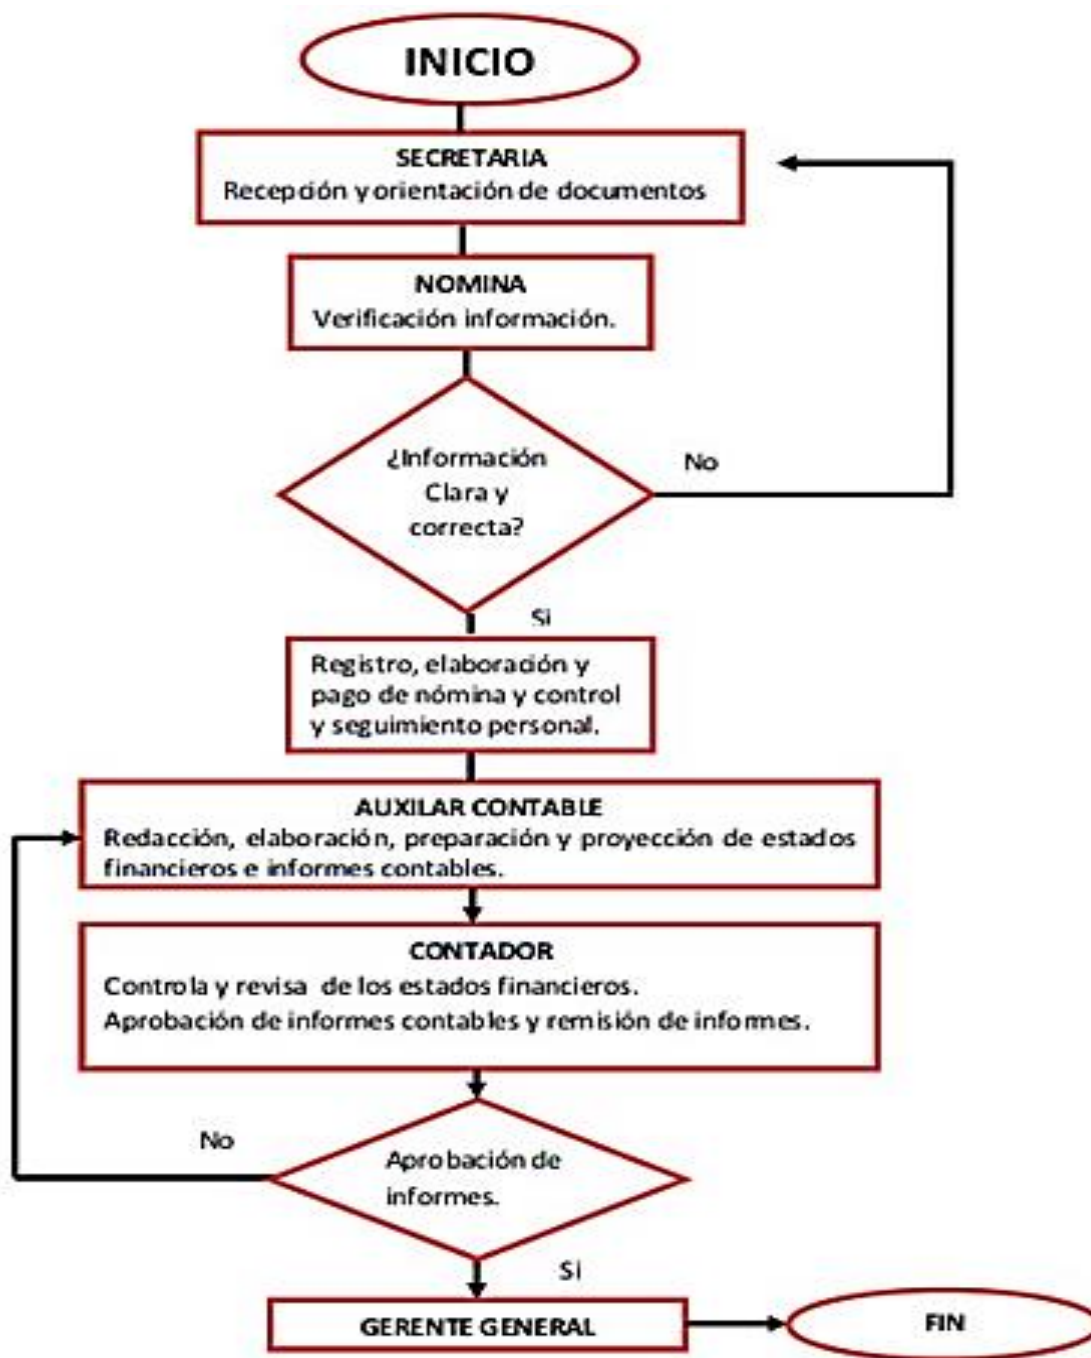 INICIO
SECRETARIA
Recepción y orientación de documentos
NOMINA
Verificación información.
¿Información
Clara y
correcta?
No
Si
Registro, elaboración y
pago de nómina y control
y seguimiento personal.
AUXILAR CONTABLE
Redacción, elaboración, preparación y proyección de estados
financieros e informes contables.
CONTADOR
Controla y revisa de los estados financieros.
Aprobación de informes contables y remisión de informes.
No
Aprobación de
informes.
Si
GERENTE GENERAL
FIN